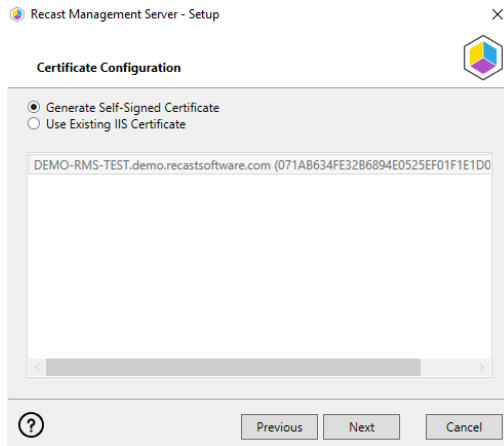 Recast Management Server - Setup
Certificate Configuration
Generate Self-Signed Certificate
Use Existing IIS Certificate
DEMO-RMS-TEST.demo.recastsoftware.com (071AB634FE32B6894E0525EF01F1E1D0
?
Previous Next Cancel